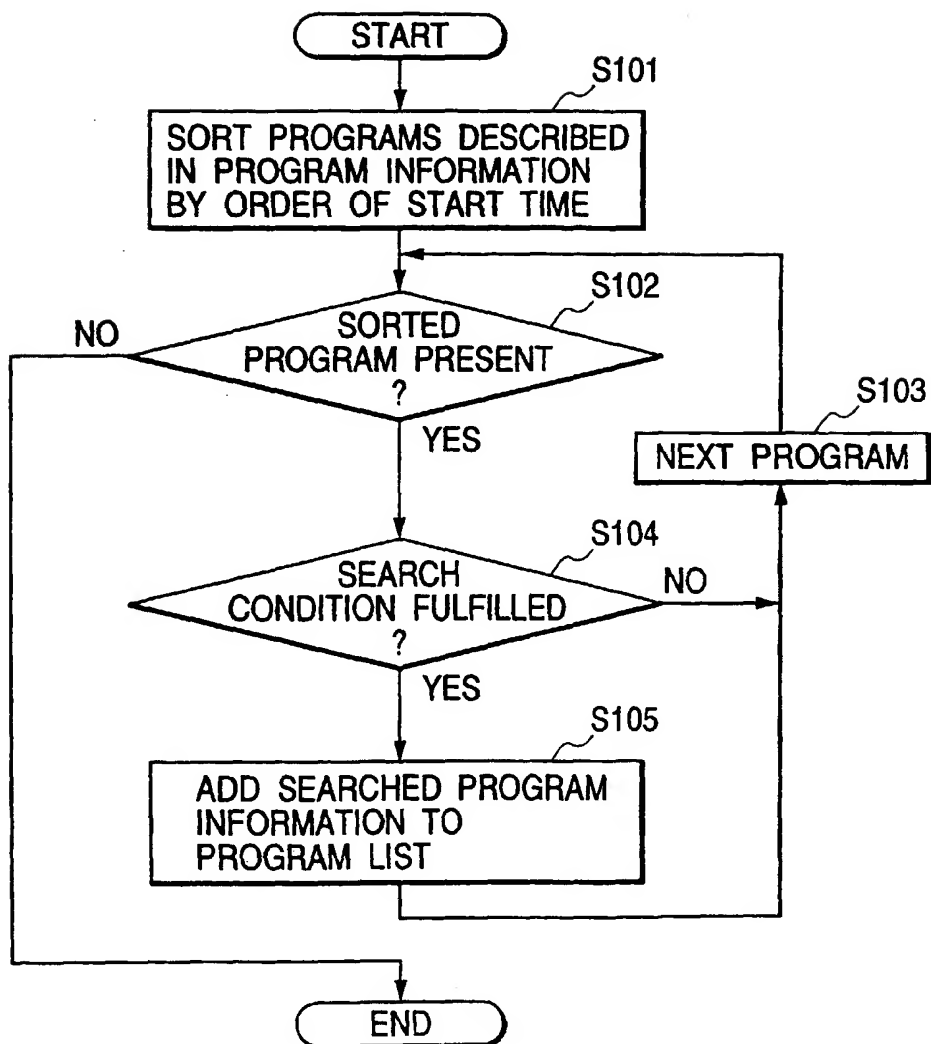 START
S101
SORT PROGRAMS DESCRIBED
IN PROGRAM INFORMATION
BY ORDER OF START TIME
S102
NO
SORTED
PROGRAM PRESENT
?
YES
S103
NEXT PROGRAM
S104
SEARCH
CONDITION FULFILLED
?
NO
YES
S105
ADD SEARCHED PROGRAM
INFORMATION TO
PROGRAM LIST
END